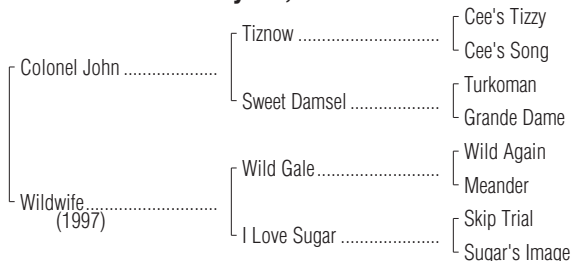 Cee's Tizzy
Tiznow ..............................
Cee's Song
Colonel John ....................
Turkoman
Sweet Damsel ...................
Grande Dame
Wild Again
Wild Gale..........................
Meander
Wildwife............................
(1997)
Skip Trial
I Love Sugar .....................
Sugar's Image